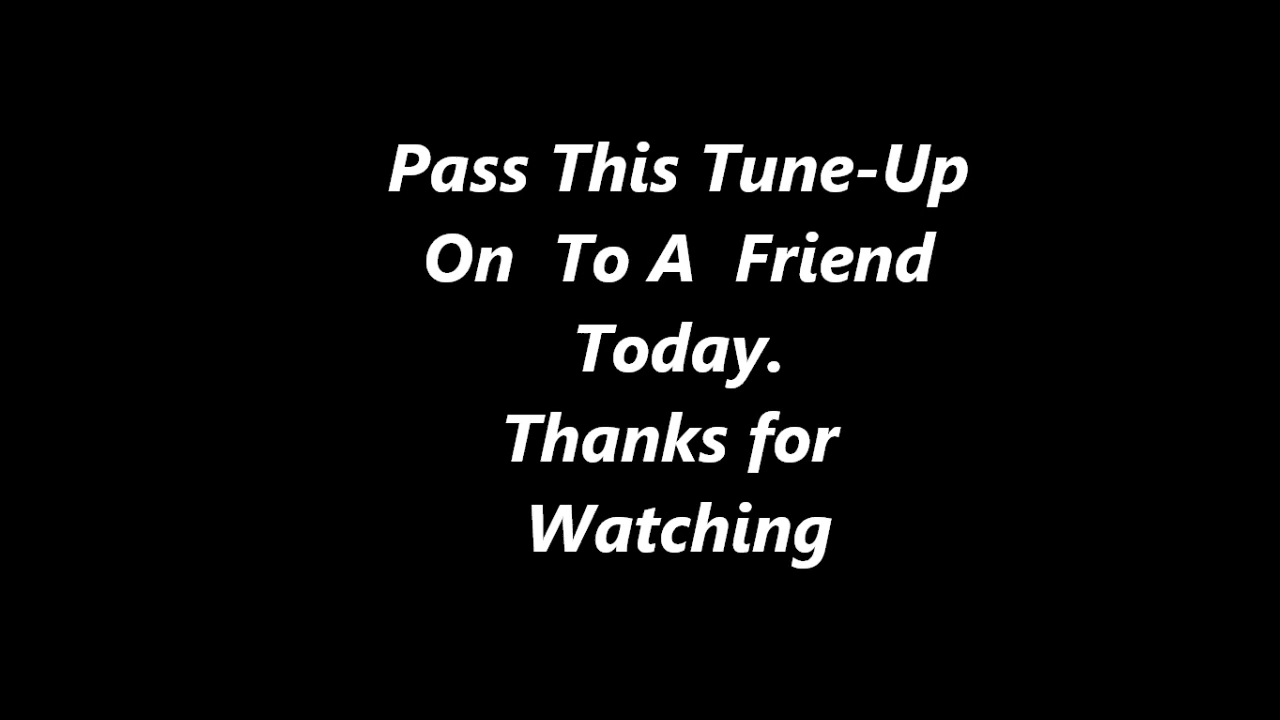 Pass This Tune-Up
On  To A  Friend
Today.
Thanks for
Watching